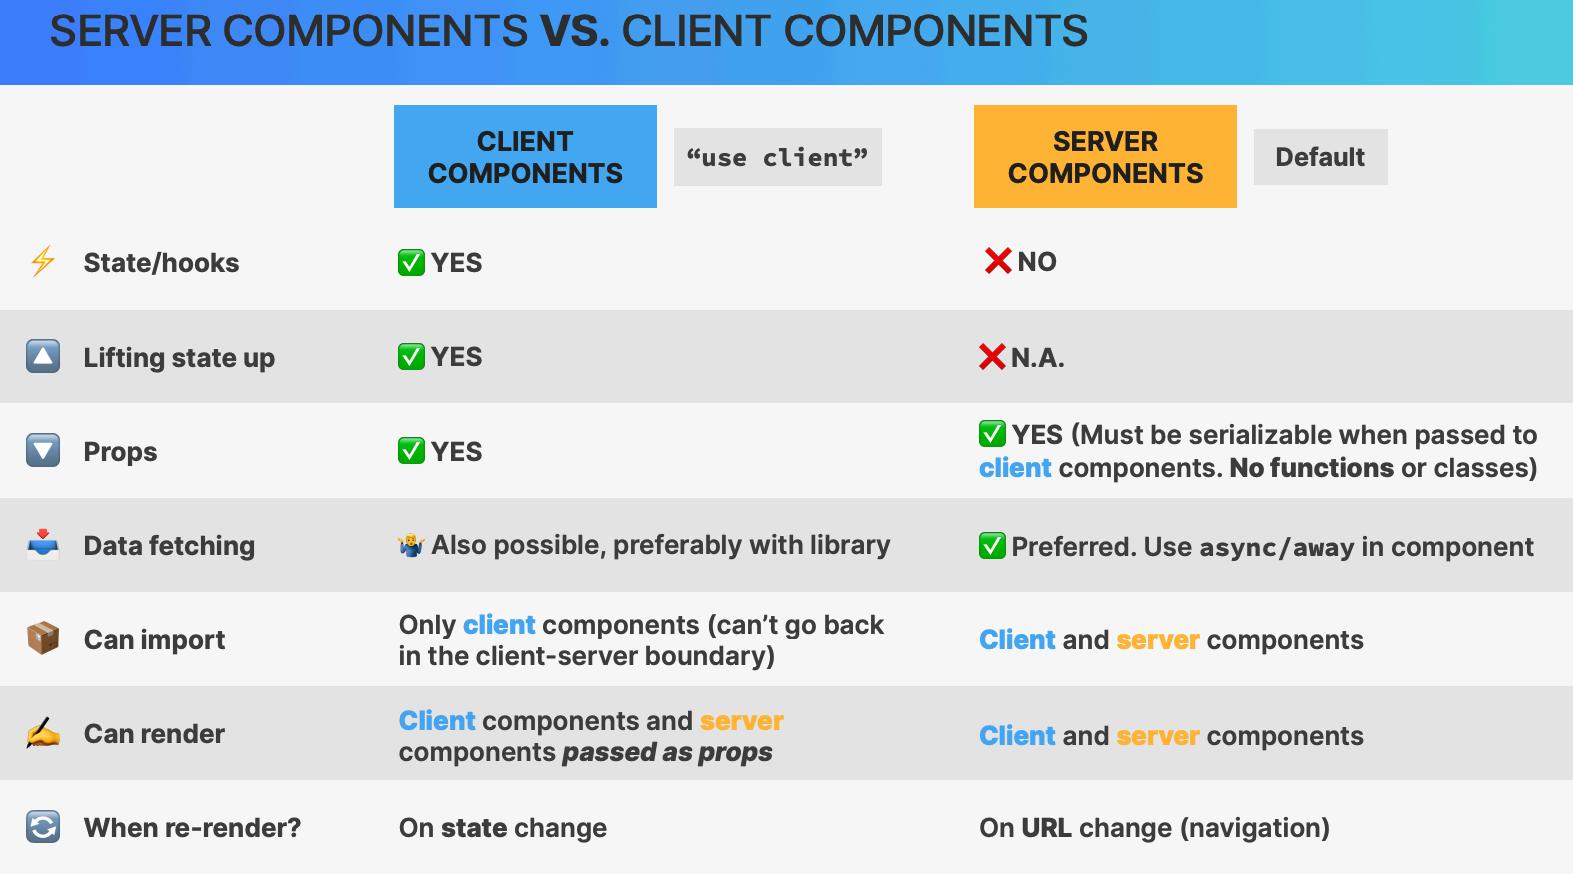 SERVER COMPONENTS VS. CLIENT COMPONENTS
CLIENT
COMPONENTS
“use client”
SERVER
COMPONENTS
Default
State/hooks
YES
NO
Lifting state up
YES
N.A.
Props
YES
YES (Must be serializable when passed to
client components. No functions or classes)
Data fetching
Also possible, preferably with library
Preferred. Use async/away in component
Can import
Only client components (can’t go back
in the client-server boundary)
Client and server components
Can render
Client components and server
components passed as props
Client and server components
When re-render?
On state change
On URL change (navigation)